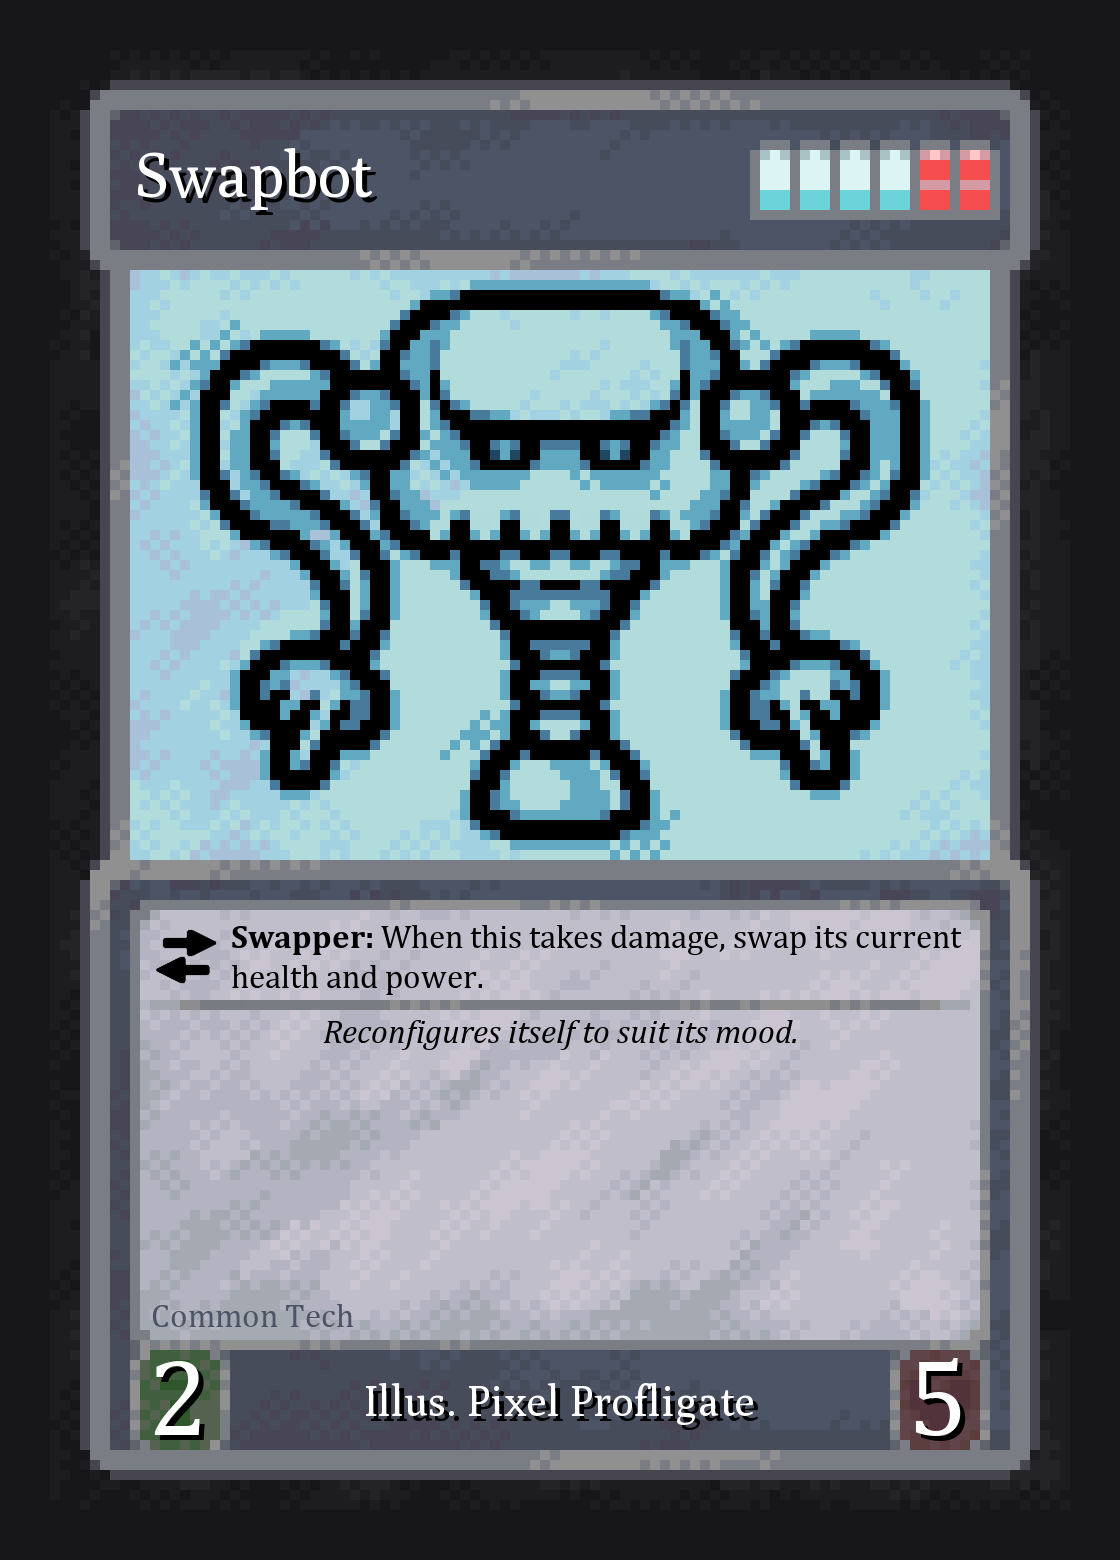 Swapbot
Swapper: When this takes damage, swap its current
health and power.
Reconfigures itself to suit its mood.
Common Tech
2
Illus. Pixel Profligate
5